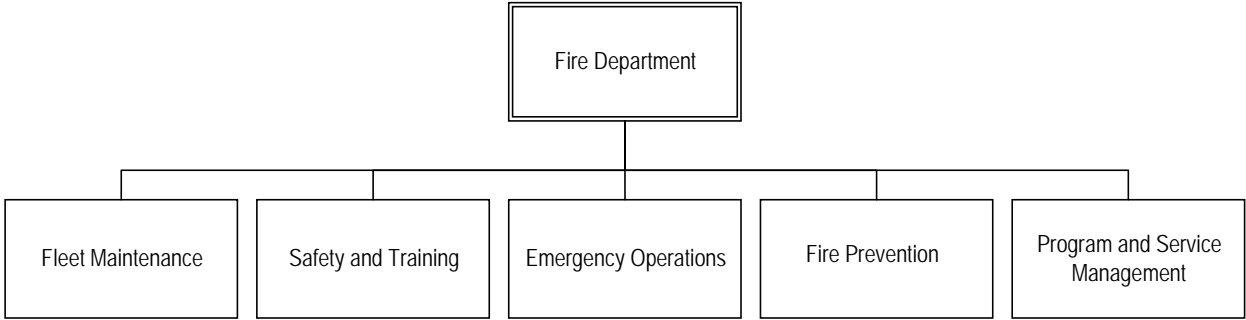 Fire Department
Fleet Maintenance
Safety and Training
Emergency Operations
Fire Prevention
Program and Service
Management